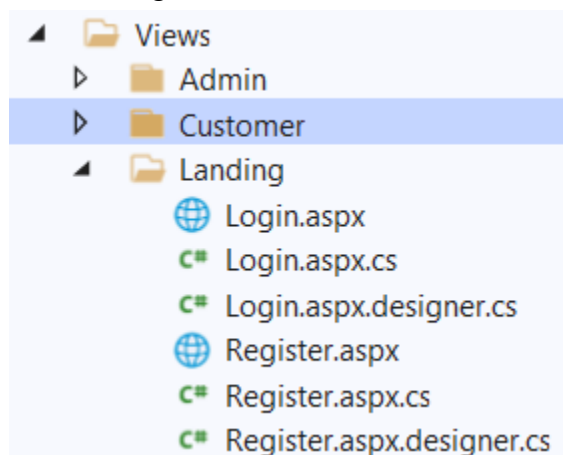 Views
Admin
Customer
Landing
Login.aspx
C# Login.aspx.cs
C# Login.aspx.designer.cs
Register.aspx
C# Register.aspx.cs
C# Register.aspx.designer.cs